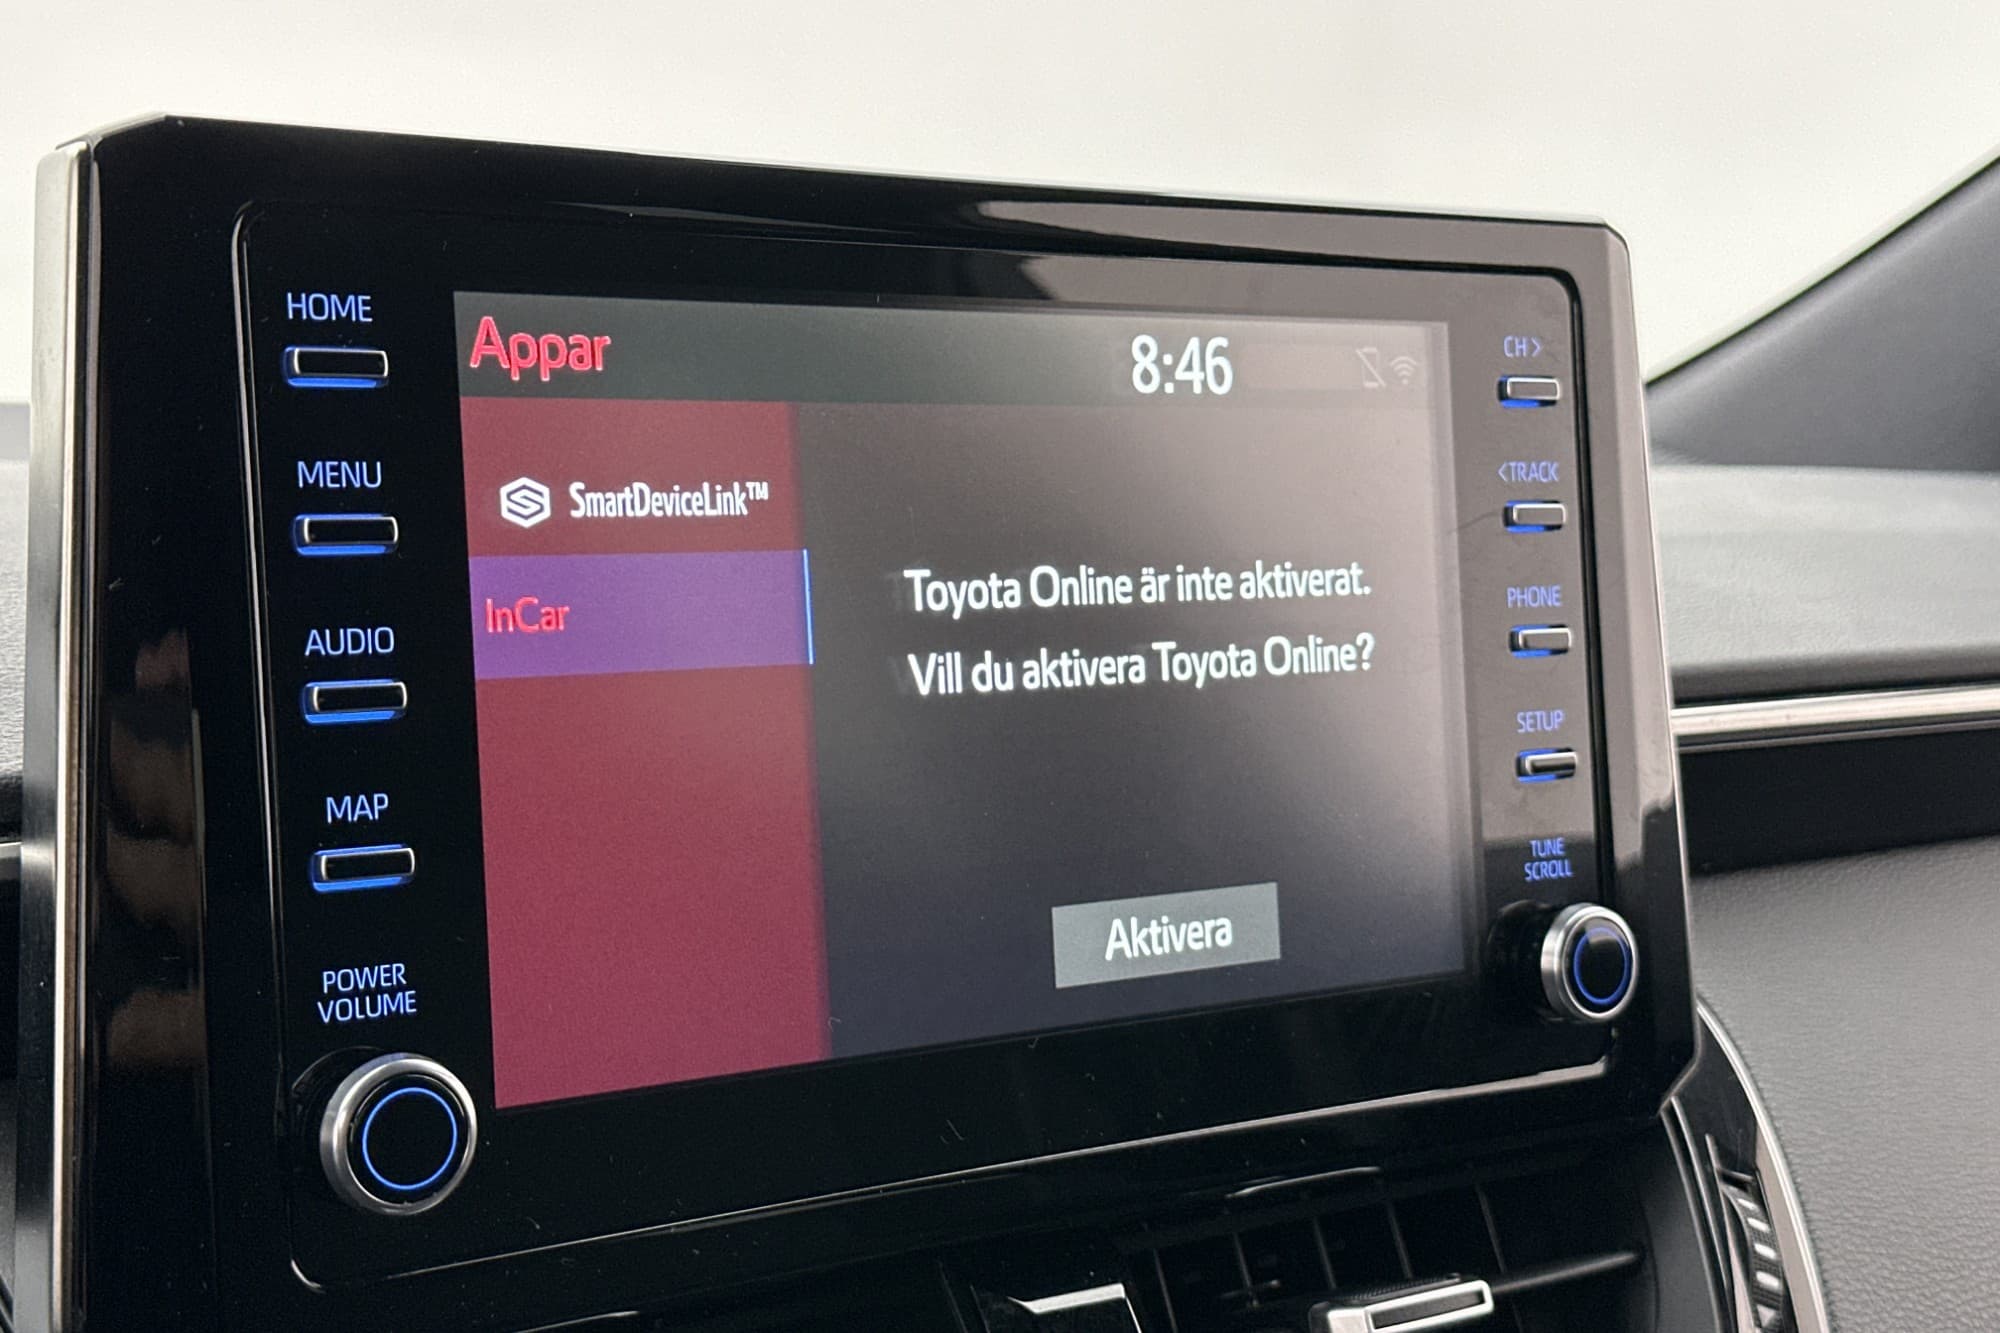 HOME
MENU
AUDIO
MAP
POWER
VOLUME
Appar
8:46
SmartDeviceLink™
InCar
Toyota Online är inte aktiverat.
Vill du aktivera Toyota Online?
Aktivera
CH>
<TRACK
PHONE
SETUP
TUNE
SCROLL